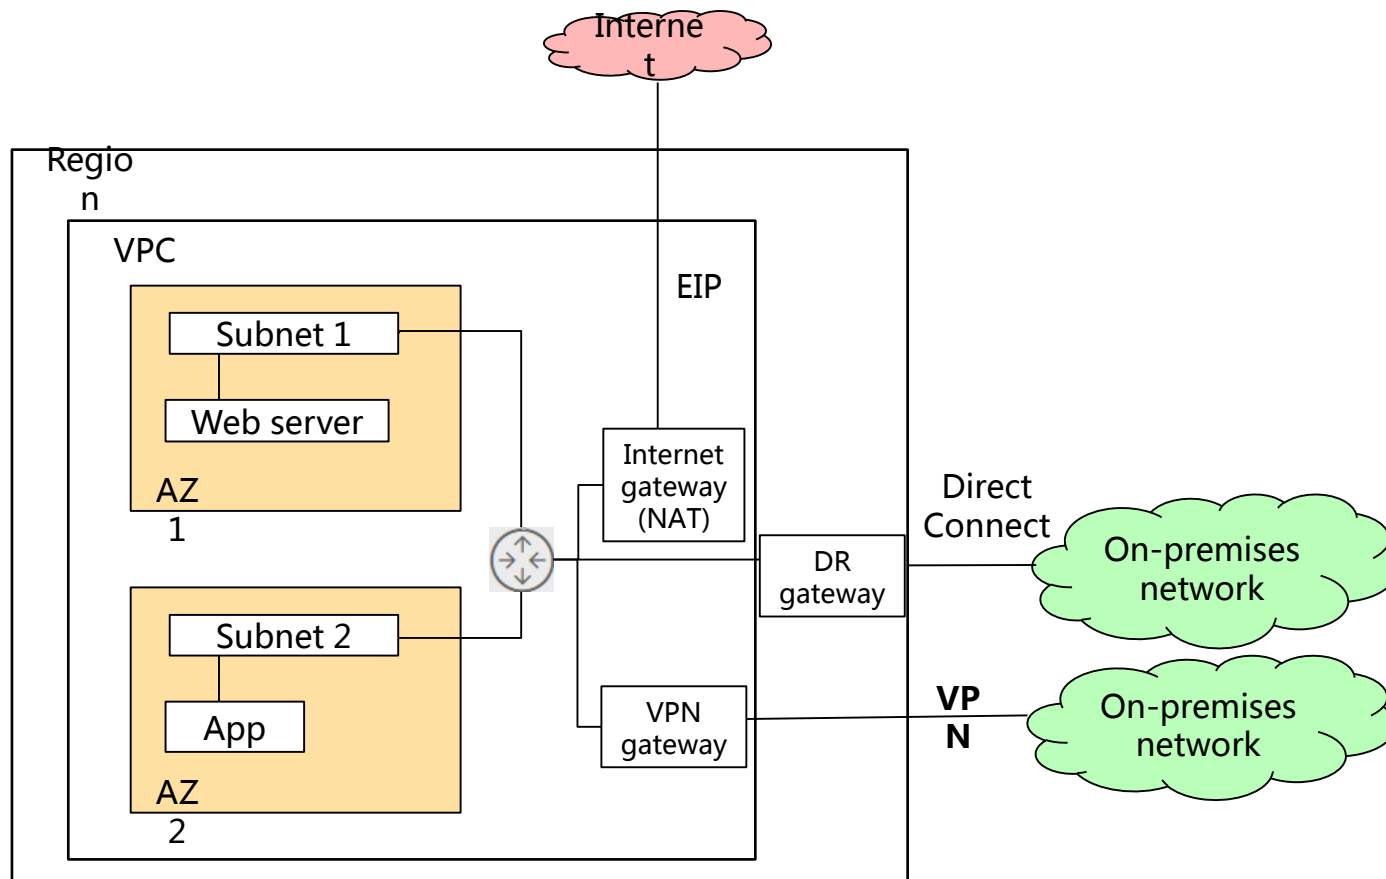 Interne
t
Regio
n
VPC
EIP
Subnet 1
Web server
AZ
1
Internet
gateway
(NAT)
Direct
Connect
DR
gateway
On-premises
network
Subnet 2
App
AZ
2
VPN
gateway
VP
N
On-premises
network